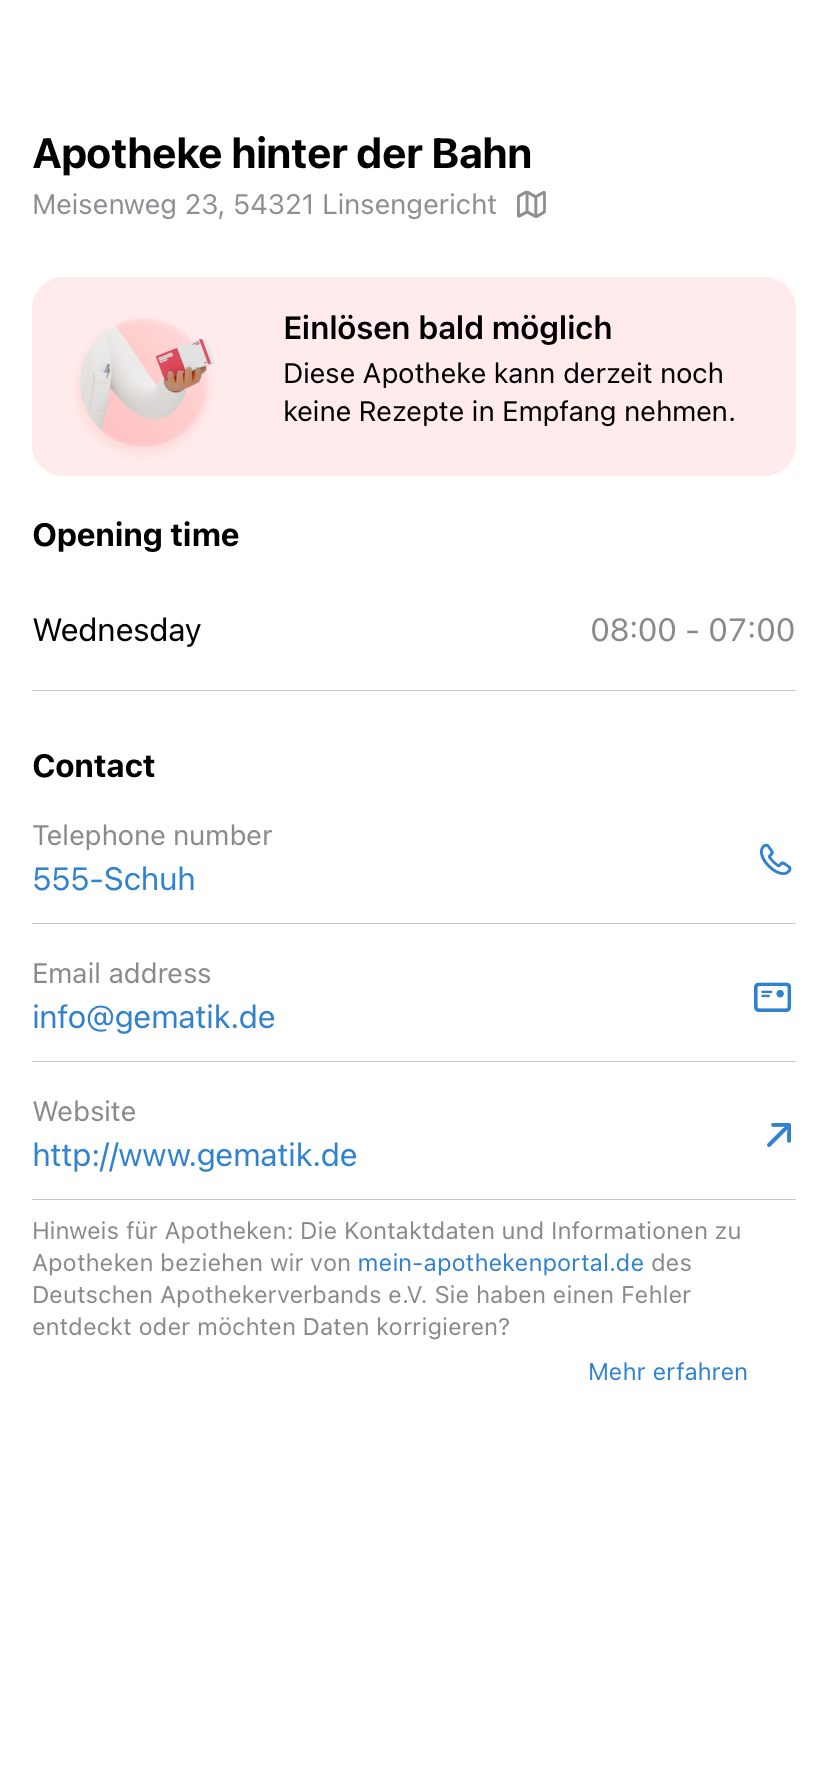 Apotheke hinter der Bahn
Meisenweg 23, 54321 Linsengericht
Einlösen bald möglich
Diese Apotheke kann derzeit noch
keine Rezepte in Empfang nehmen.
Opening time
Wednesday 08:00 - 07:00
Contact
Telephone number
555-Schuh
Email address
info@gematik.de
Website
http://www.gematik.de
Hinweis für Apotheken: Die Kontaktdaten und Informationen zu
Apotheken beziehen wir von mein-apothekenportal.de des
Deutschen Apothekerverbands e.V. Sie haben einen Fehler
entdeckt oder möchten Daten korrigieren?
Mehr erfahren